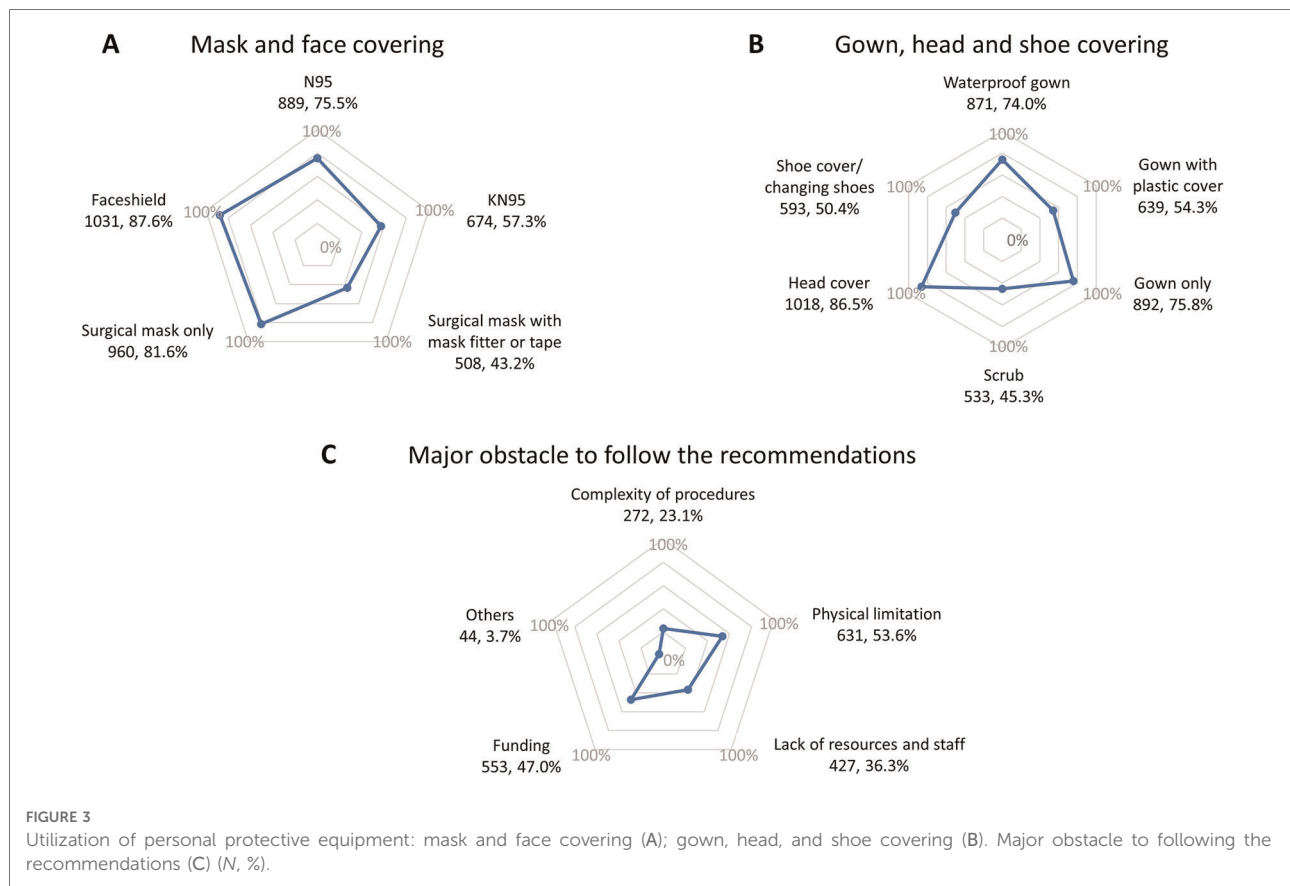 A Mask and face covering
N95
889, 75.5%
100%
Faceshield
1031, 87.6%
100%
KN95
674, 57.3%
100%
0%
Surgical mask only
960, 81.6%
100%
Surgical mask with
mask fitter or tape
508, 43.2%
100%
B Gown, head and shoe covering
Waterproof gown
871, 74.0%
100%
Shoe cover/
changing shoes
593, 50.4%
100%
Gown with
plastic cover
639, 54.3%
100%
0%
Head cover
1018, 86.5%
100%
Gown only
892, 75.8%
100%
100%
Scrub
533, 45.3%
C Major obstacle to follow the recommendations
Complexity of procedures
272, 23.1%
100%
Others
44, 3.7%
100%
Physical limitation
631, 53.6%
100%
0%
Funding
553, 47.0%
100%
Lack of resources and staff
427, 36.3%
100%
FIGURE 3
Utilization of personal protective equipment: mask and face covering (A); gown, head, and shoe covering (B). Major obstacle to following the
recommendations (C) (N, %).